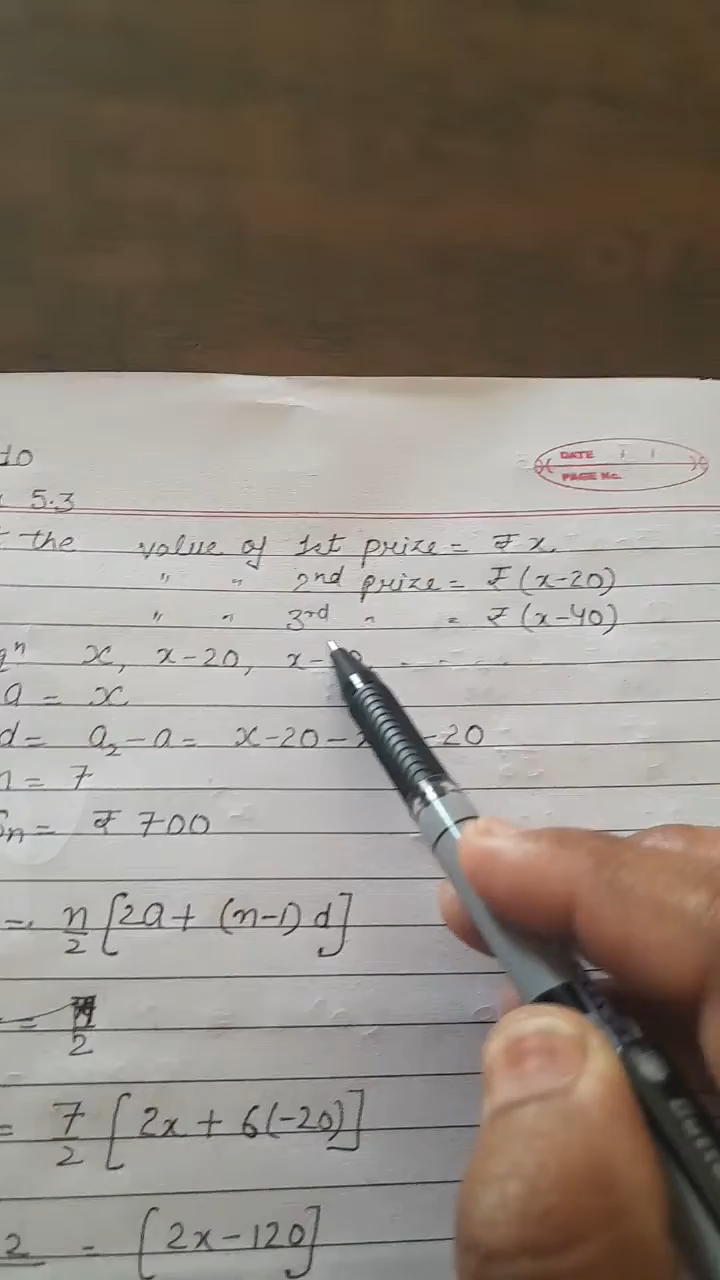 10
DATE
PAGE No.
5.3
the value of 1st prize = ₹ x
" " 2nd prize = ₹ (x-20)
" " 3rd " = ₹ (x-40)
x, x-20, x-
a = x
d = a₂-a = x-20- -20
n = 7
Sn = ₹ 700
= n/2 [2a + (n-1) d]
= 2
= 7/2 [2x + 6(-20)]
2 = [2x-120]